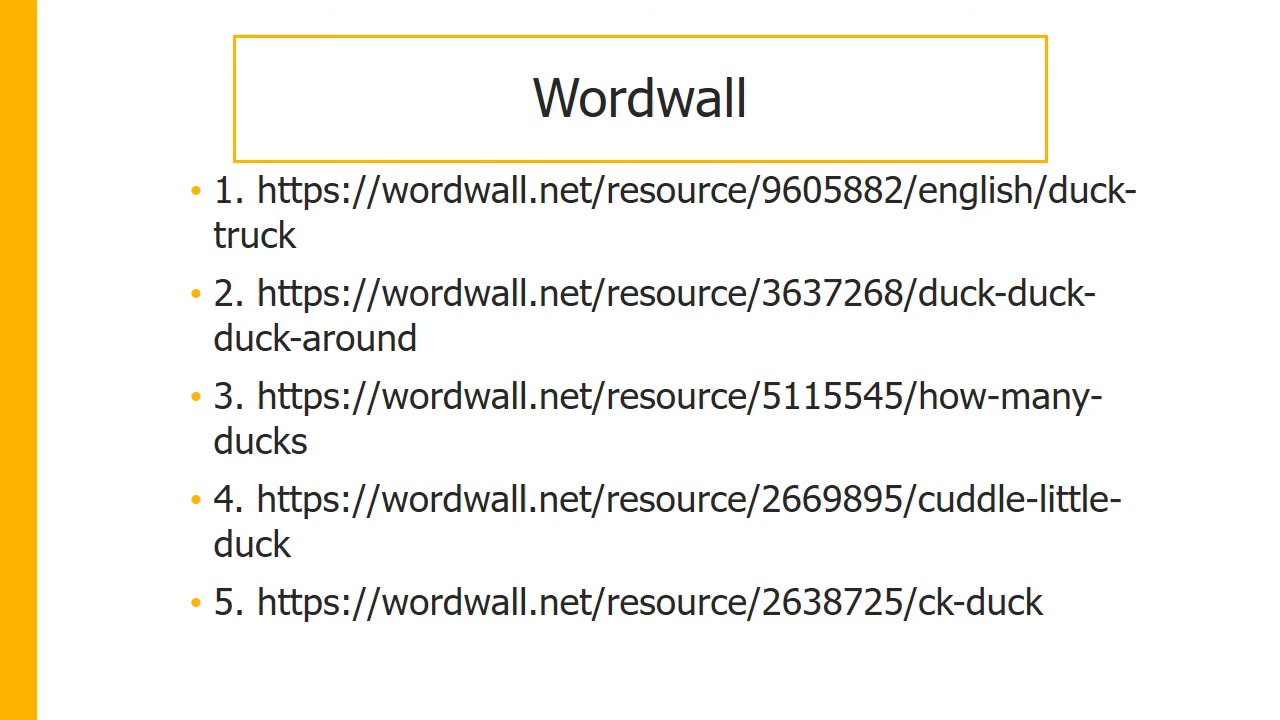 Wordwall
• 1. https://wordwall.net/resource/9605882/english/duck-
truck
• 2. https://wordwall.net/resource/3637268/duck-duck-
duck-around
• 3. https://wordwall.net/resource/5115545/how-many-
ducks
• 4. https://wordwall.net/resource/2669895/cuddle-little-
duck
• 5. https://wordwall.net/resource/2638725/ck-duck